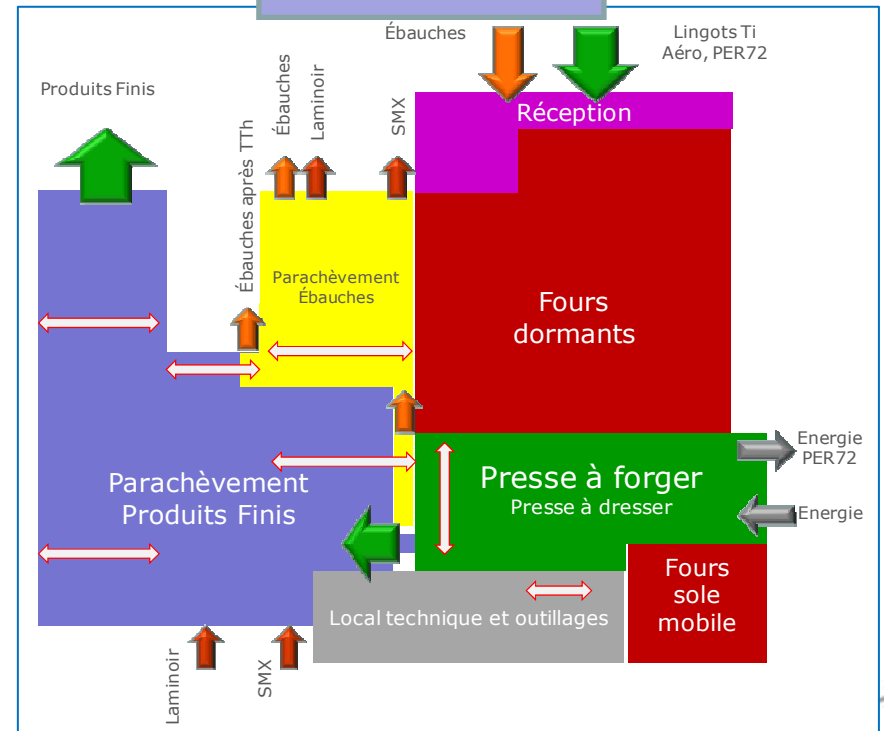 Ébauches
Lingots Ti
Aéro, PER72
Produits Finis
Ébauches
Laminoir
SMX
Réception
Ébauches après TTh
Parachèvement
Ébauches
Fours
dormants
Energie
PER72
Presse à forger
Presse à dresser
Parachèvement
Produits Finis
Energie
Fours
sole
mobile
Local technique et outillages
Laminoir
SMX